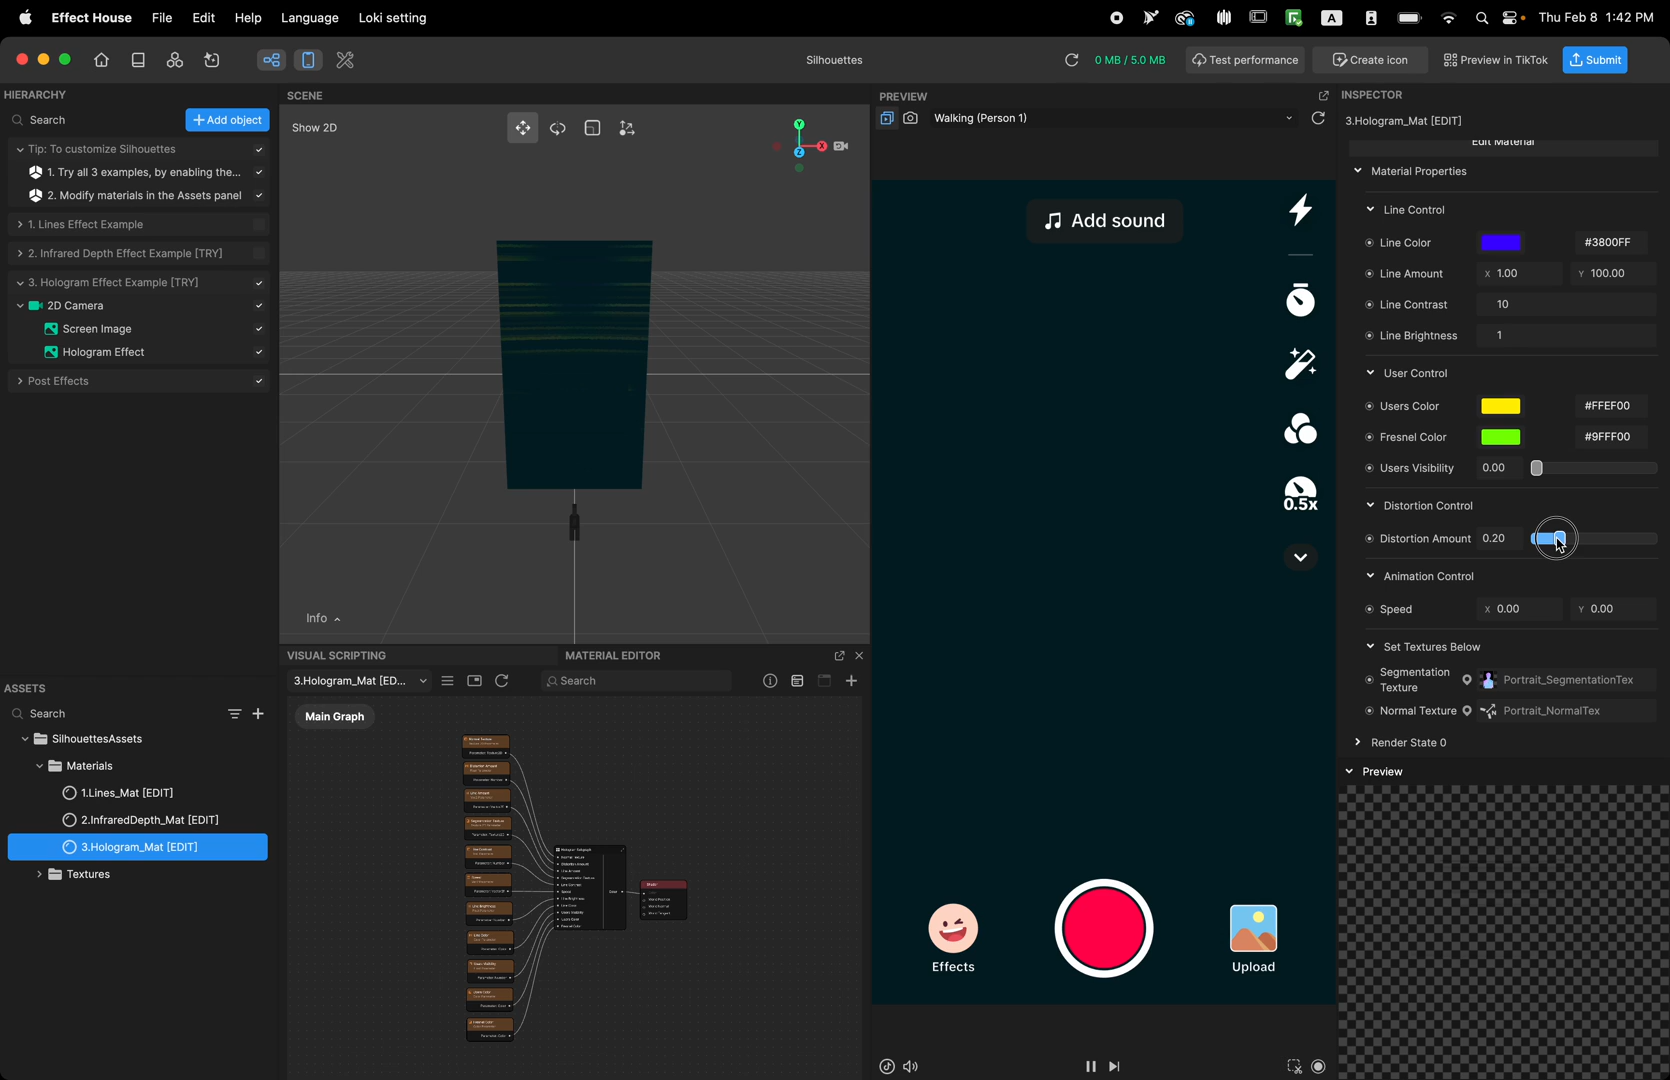 Effect House File Edit Help Language Loki setting
A Thu Feb 8 1:42 PM
Silhouettes
0 MB / 5.0 MB
Test performance
Create icon
Preview in TikTok
Submit
HIERARCHY
Search
+ Add object
Tip: To customize Silhouettes
1. Try all 3 examples, by enabling the...
2. Modify materials in the Assets panel
1. Lines Effect Example
2. Infrared Depth Effect Example [TRY]
3. Hologram Effect Example [TRY]
2D Camera
Screen Image
Hologram Effect
Post Effects
ASSETS
Search
SilhouettesAssets
Materials
1.Lines_Mat [EDIT]
2.InfraredDepth_Mat [EDIT]
3.Hologram_Mat [EDIT]
Textures
SCENE
Show 2D
Y
X
Z
Info
VISUAL SCRIPTING
MATERIAL EDITOR
3.Hologram_Mat [ED...
Search
Main Graph
PREVIEW
Walking (Person 1)
Add sound
0.5x
Effects
Upload
INSPECTOR
3.Hologram_Mat [EDIT]
Edit Material
Material Properties
Line Control
Line Color #3800FF
Line Amount X 1.00 Y 100.00
Line Contrast 10
Line Brightness 1
User Control
Users Color #FFEF00
Fresnel Color #9FFF00
Users Visibility 0.00
Distortion Control
Distortion Amount 0.20
Animation Control
Speed X 0.00 Y 0.00
Set Textures Below
Segmentation
Texture
Portrait_SegmentationTex
Normal Texture Portrait_NormalTex
Render State 0
Preview